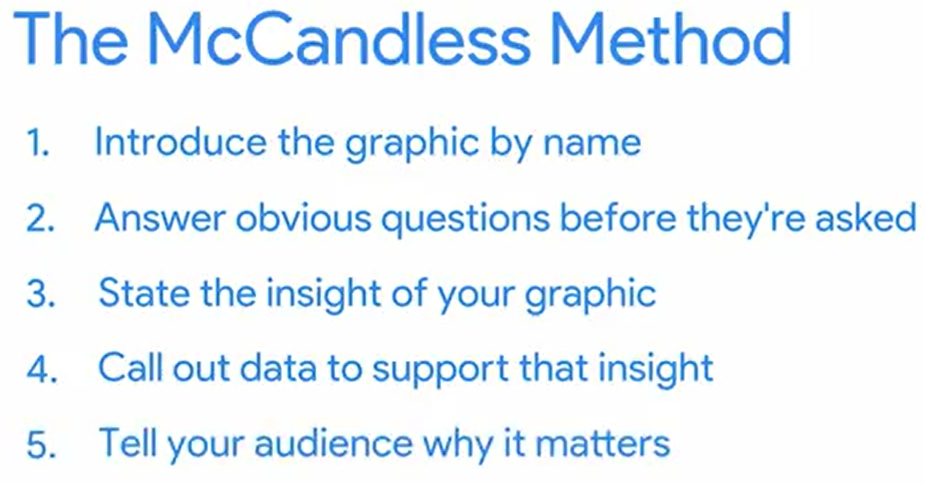 The McCandless Method
1. Introduce the graphic by name
2. Answer obvious questions before they're asked
3. State the insight of your graphic
4. Call out data to support that insight
5. Tell your audience why it matters